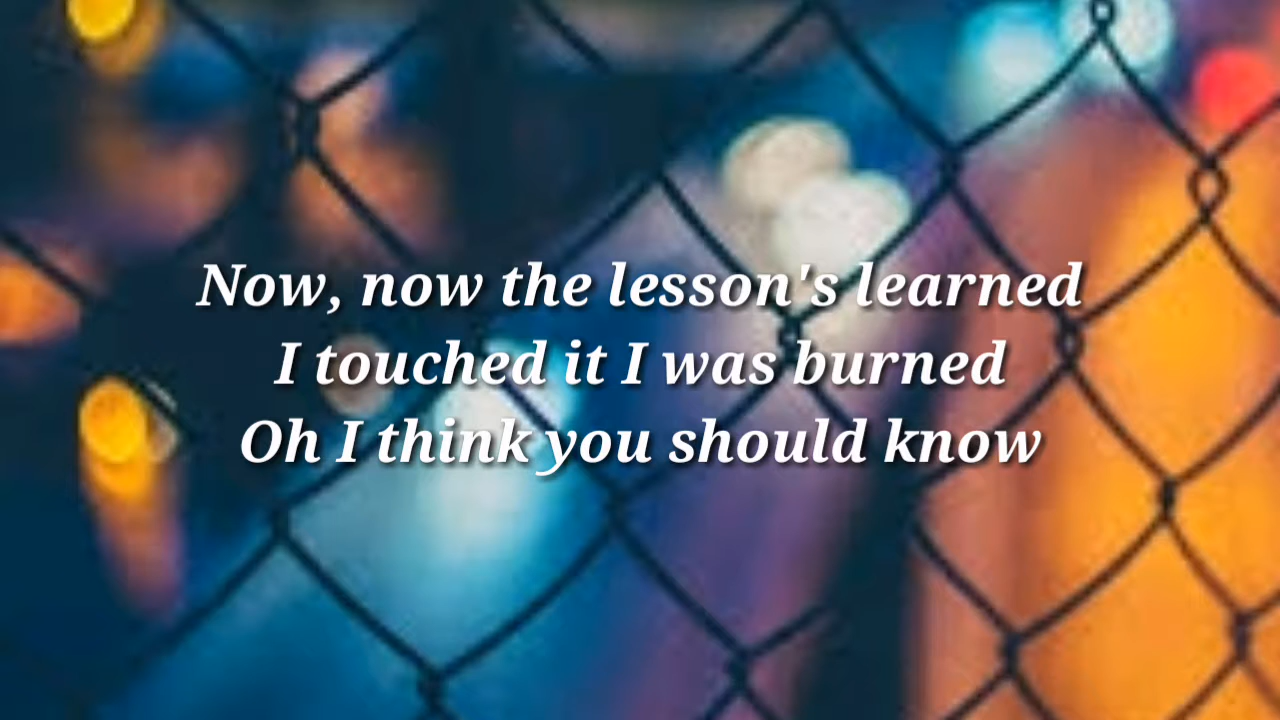 Now, now the lesson's learned
I touched it I was burned
Oh I think you should know